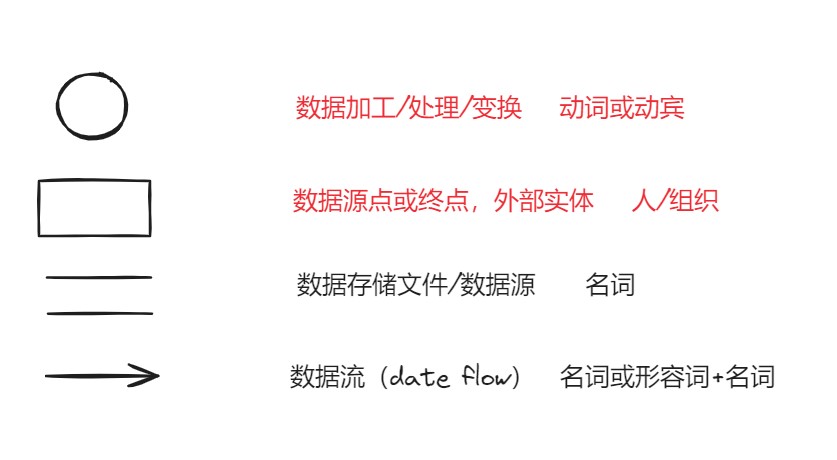 数据加工/处理/变换 动词或动宾
数据源点或终点，外部实体 人/组织
数据存储文件/数据源 名词
数据流（date flow） 名词或形容词+名词